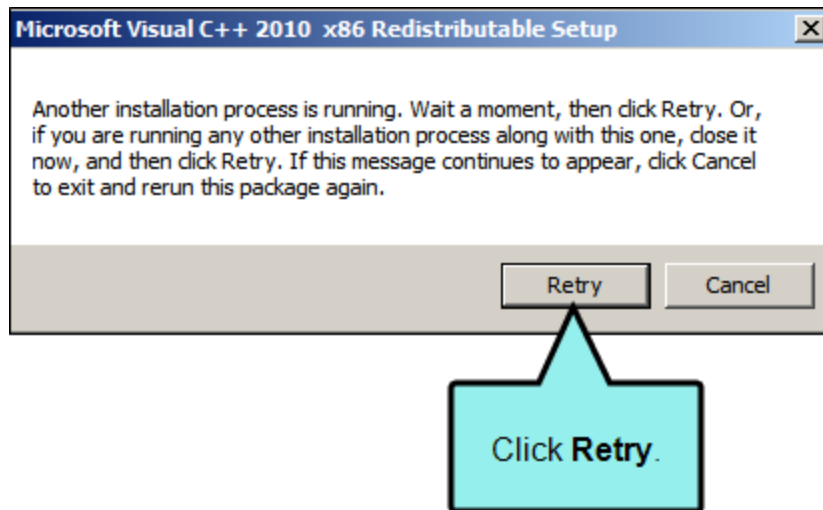 Microsoft Visual C++ 2010 x86 Redistributable Setup
Another installation process is running. Wait a moment, then click Retry. Or,
if you are running any other installation process along with this one, close it
now, and then click Retry. If this message continues to appear, click Cancel
to exit and rerun this package again.
Retry Cancel
Click Retry.